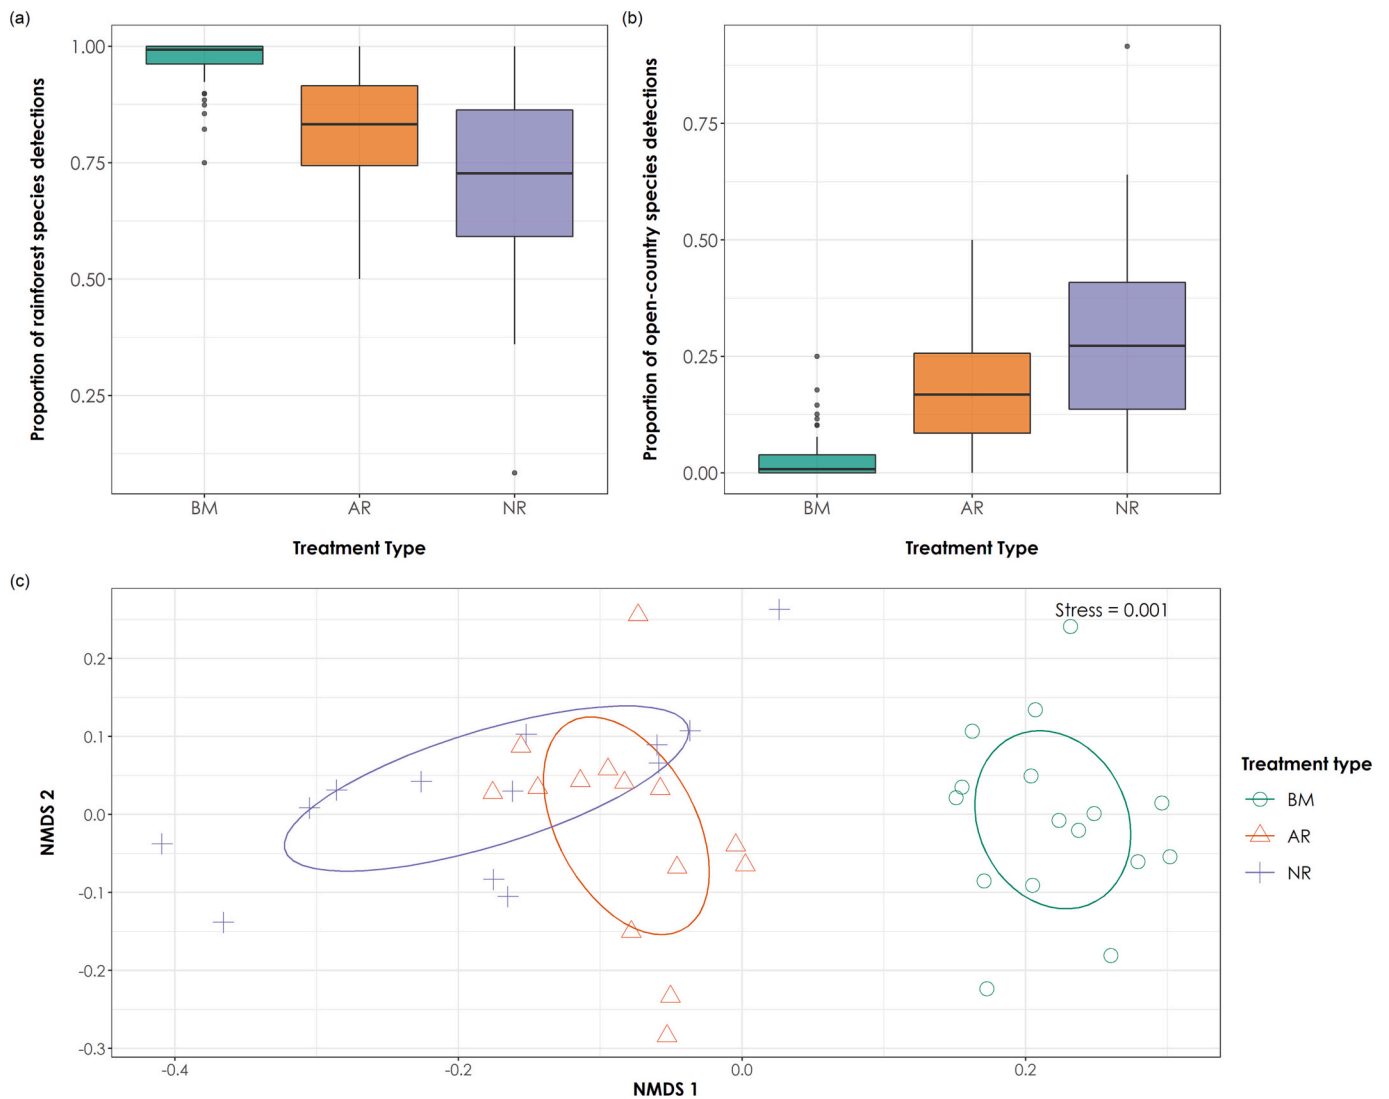 (a)
Proportion of rainforest species detections
1.00
0.75
0.50
0.25
BM
AR
NR
Treatment Type
(b)
Proportion of open-country species detections
0.75
0.50
0.25
0.00
BM
AR
NR
Treatment Type
(c)
Stress = 0.001
NMDS 2
0.2
0.1
0.0
-0.1
-0.2
-0.3
-0.4
-0.2
0.0
0.2
NMDS 1
Treatment type
BM
AR
NR